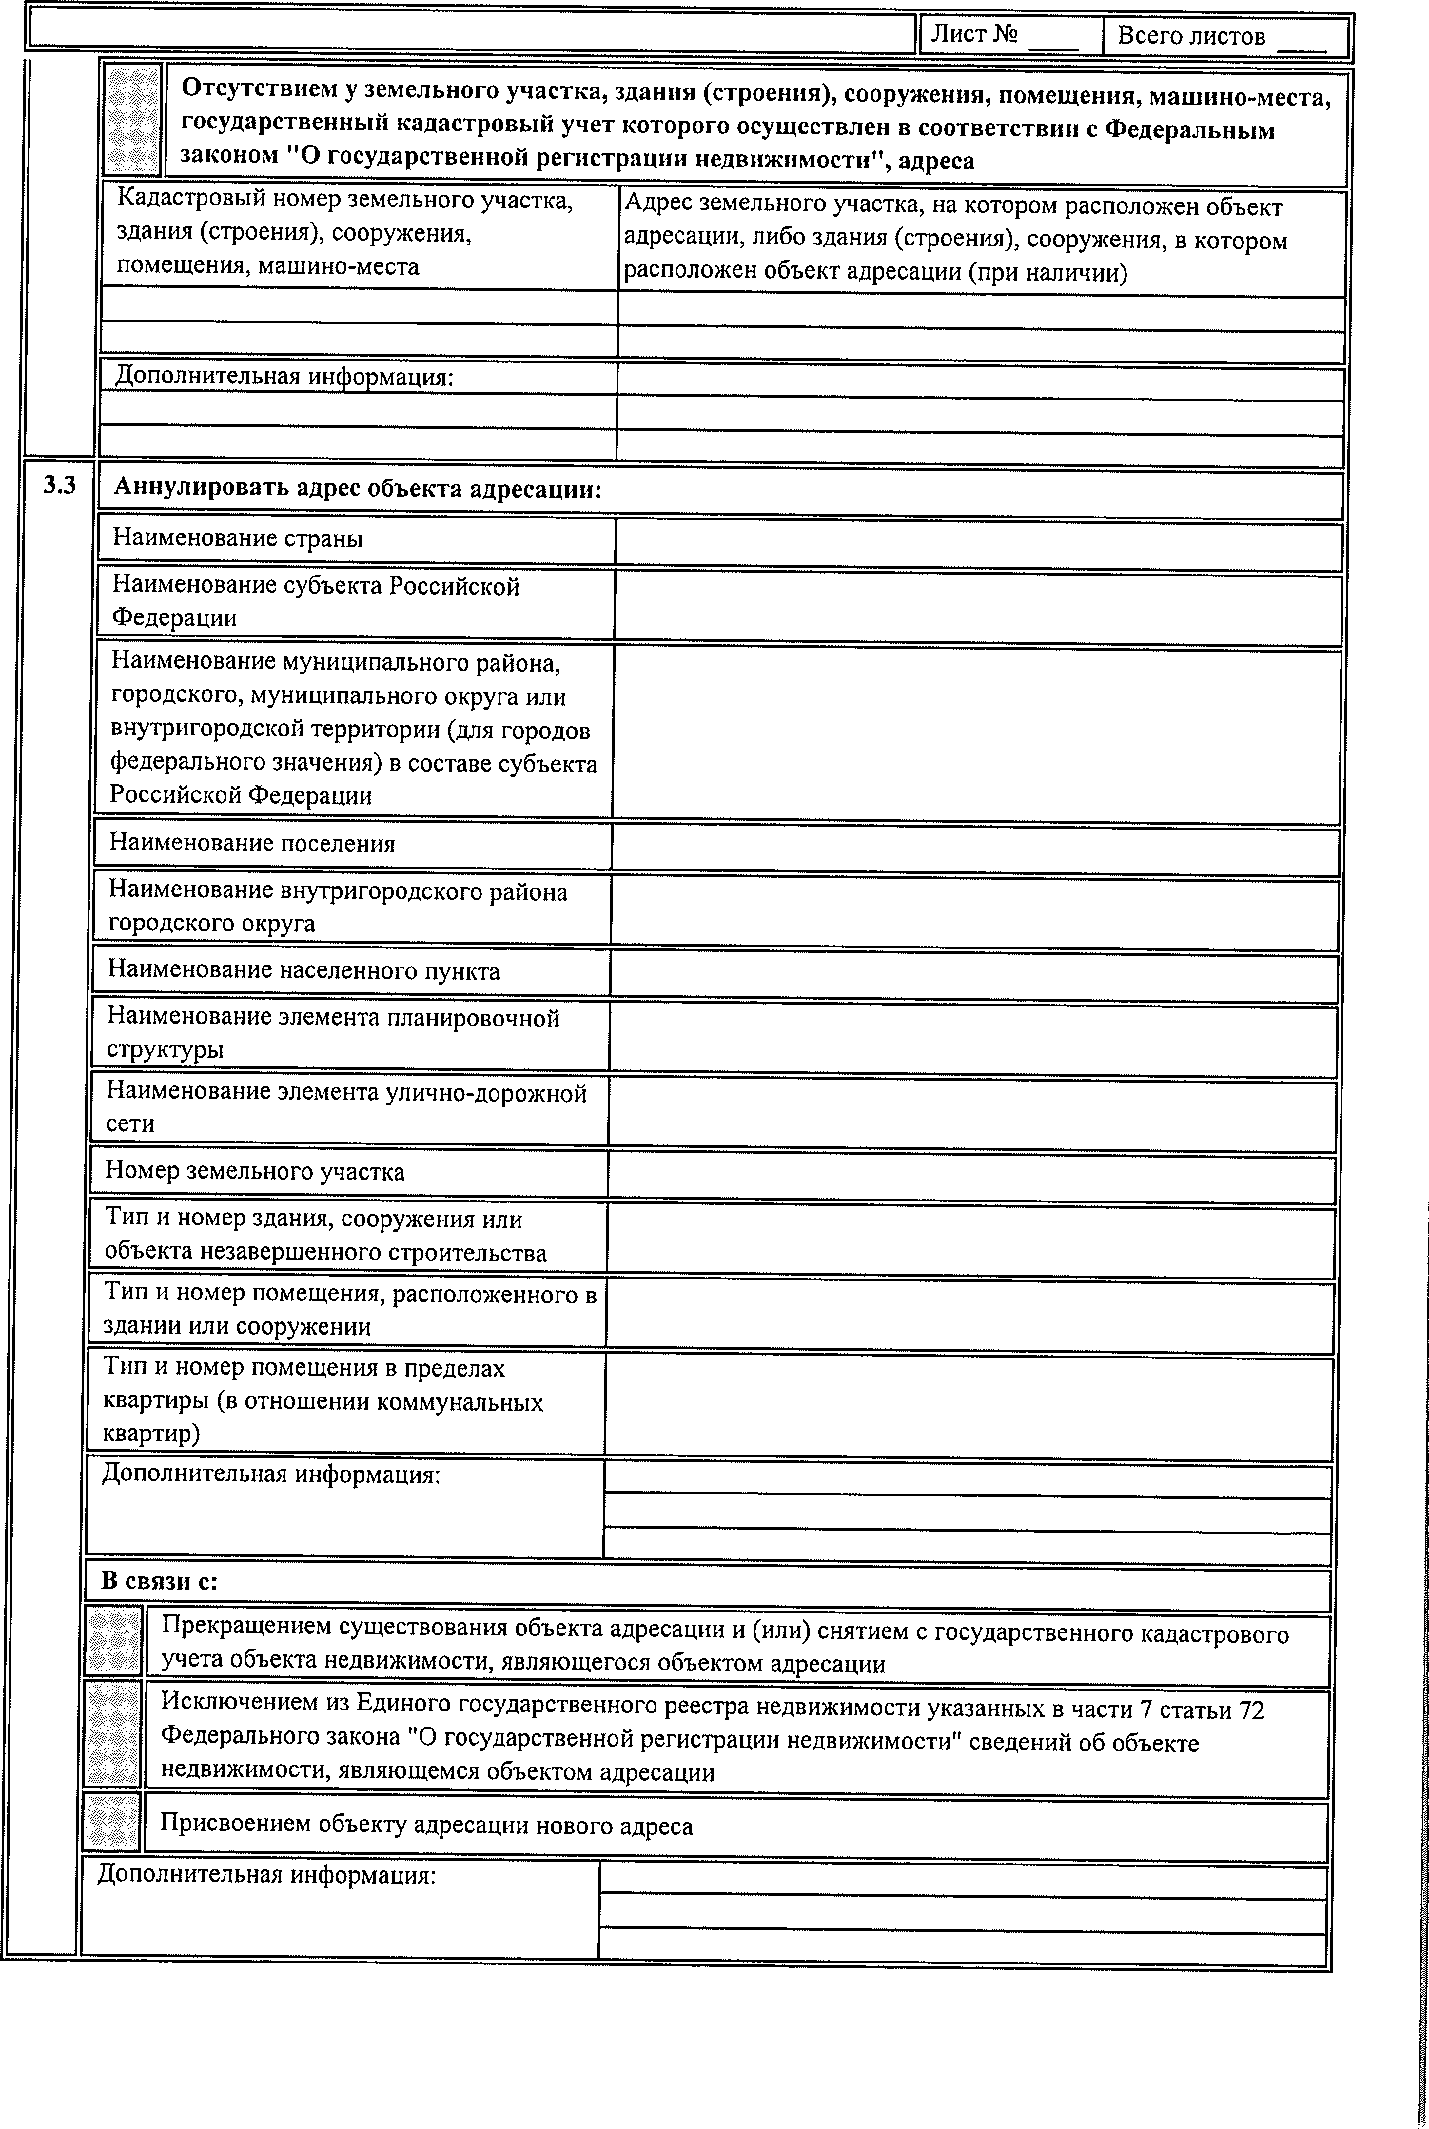 Лист № ____ Всего листов ____
Отсутствием у земельного участка, здания (строения), сооружения, помещения, машино-места,
государственный кадастровый учет которого осуществлен в соответствии с Федеральным
законом "О государственной регистрации недвижимости", адреса
Кадастровый номер земельного участка,
здания (строения), сооружения,
помещения, машино-места
Адрес земельного участка, на котором расположен объект
адресации, либо здания (строения), сооружения, в котором
расположен объект адресации (при наличии)
Дополнительная информация:
3.3 Аннулировать адрес объекта адресации:
Наименование страны
Наименование субъекта Российской
Федерации
Наименование муниципального района,
городского, муниципального округа или
внутригородской территории (для городов
федерального значения) в составе субъекта
Российской Федерации
Наименование поселения
Наименование внутригородского района
городского округа
Наименование населенного пункта
Наименование элемента планировочной
структуры
Наименование элемента улично-дорожной
сети
Номер земельного участка
Тип и номер здания, сооружения или
объекта незавершенного строительства
Тип и номер помещения, расположенного в
здании или сооружении
Тип и номер помещения в пределах
квартиры (в отношении коммунальных
квартир)
Дополнительная информация:
В связи с:
Прекращением существования объекта адресации и (или) снятием с государственного кадастрового
учета объекта недвижимости, являющегося объектом адресации
Исключением из Единого государственного реестра недвижимости указанных в части 7 статьи 72
Федерального закона "О государственной регистрации недвижимости" сведений об объекте
недвижимости, являющемся объектом адресации
Присвоением объекту адресации нового адреса
Дополнительная информация: